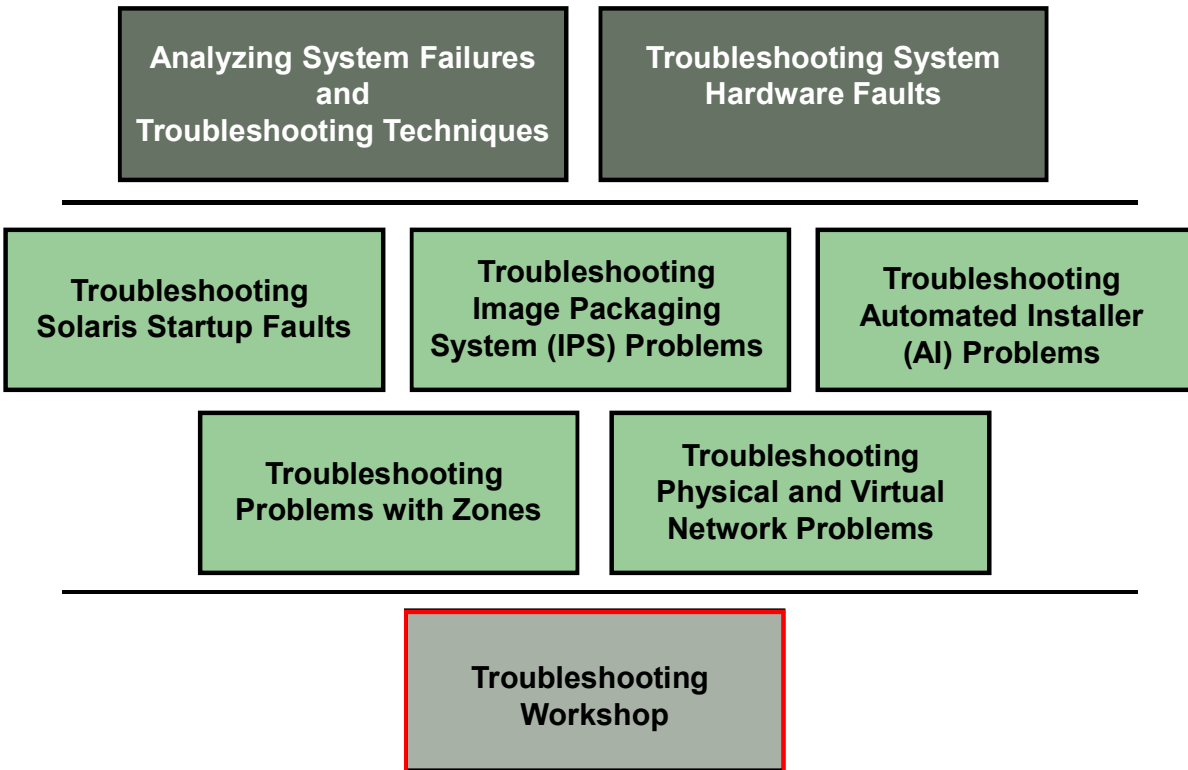 Analyzing System Failures
and
Troubleshooting Techniques
Troubleshooting System
Hardware Faults
Troubleshooting
Solaris Startup Faults
Troubleshooting
Image Packaging
System (IPS) Problems
Troubleshooting
Automated Installer
(AI) Problems
Troubleshooting
Problems with Zones
Troubleshooting
Physical and Virtual
Network Problems
Troubleshooting
Workshop